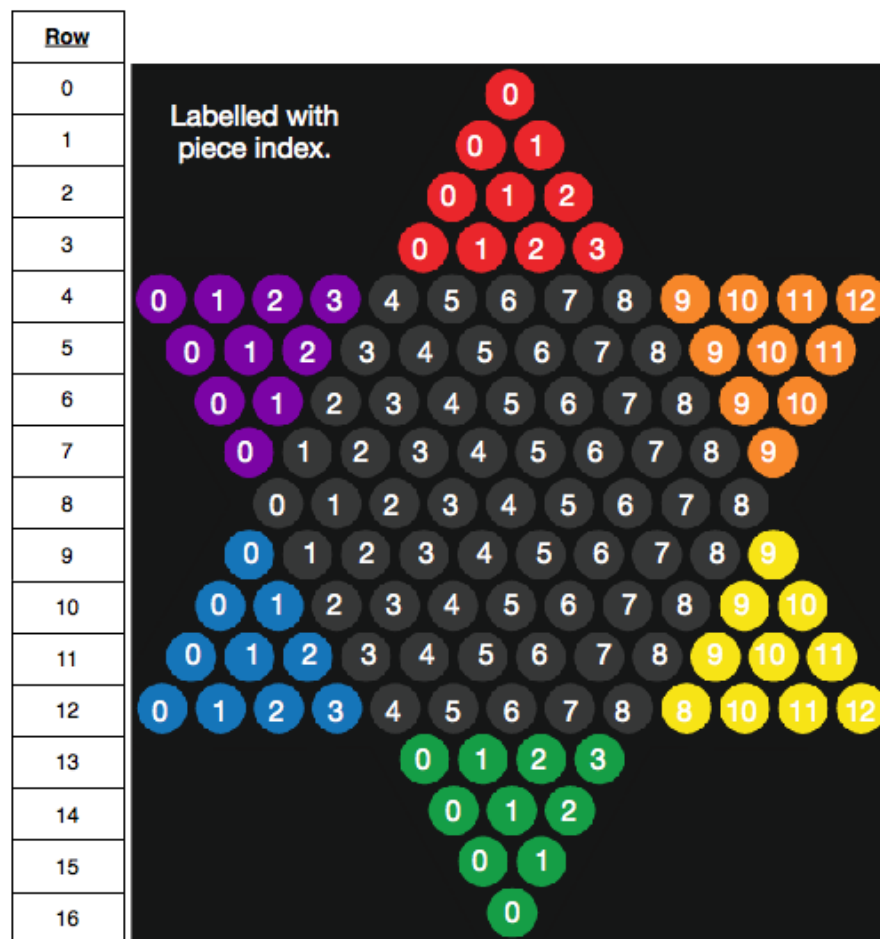 Row
0
Labelled with
piece index.
0
1
0 1
2
0 1 2
3
0 1 2 3
4
0 1 2 3 4 5 6 7 8 9 10 11 12
5
0 1 2 3 4 5 6 7 8 9 10 11
6
0 1 2 3 4 5 6 7 8 9 10
7
0 1 2 3 4 5 6 7 8 9
8
0 1 2 3 4 5 6 7 8
9
0 1 2 3 4 5 6 7 8 9
10
0 1 2 3 4 5 6 7 8 9 10
11
0 1 2 3 4 5 6 7 8 9 10 11
12
0 1 2 3 4 5 6 7 8 8 10 11 12
13
0 1 2 3
14
0 1 2
15
0 1
16
0